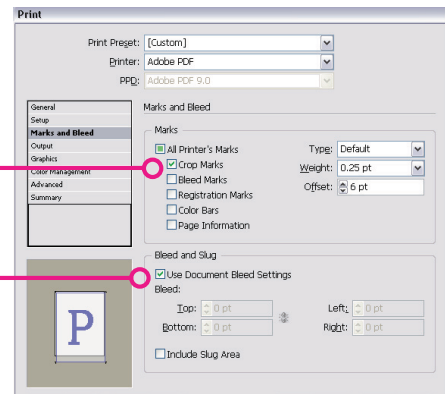 Print
Print Preset: [Custom]
Printer: Adobe PDF
PPD: Adobe PDF 9.0
General
Setup
Marks and Bleed
Output
Graphics
Color Management
Advanced
Summary
Marks and Bleed
Marks
All Printer's Marks
Crop Marks
Bleed Marks
Registration Marks
Color Bars
Page Information
Type: Default
Weight: 0.25 pt
Offset: 6 pt
Bleed and Slug
Use Document Bleed Settings
Bleed:
Top: 0 pt
Left: 0 pt
Bottom: 0 pt
Right: 0 pt
Include Slug Area
P